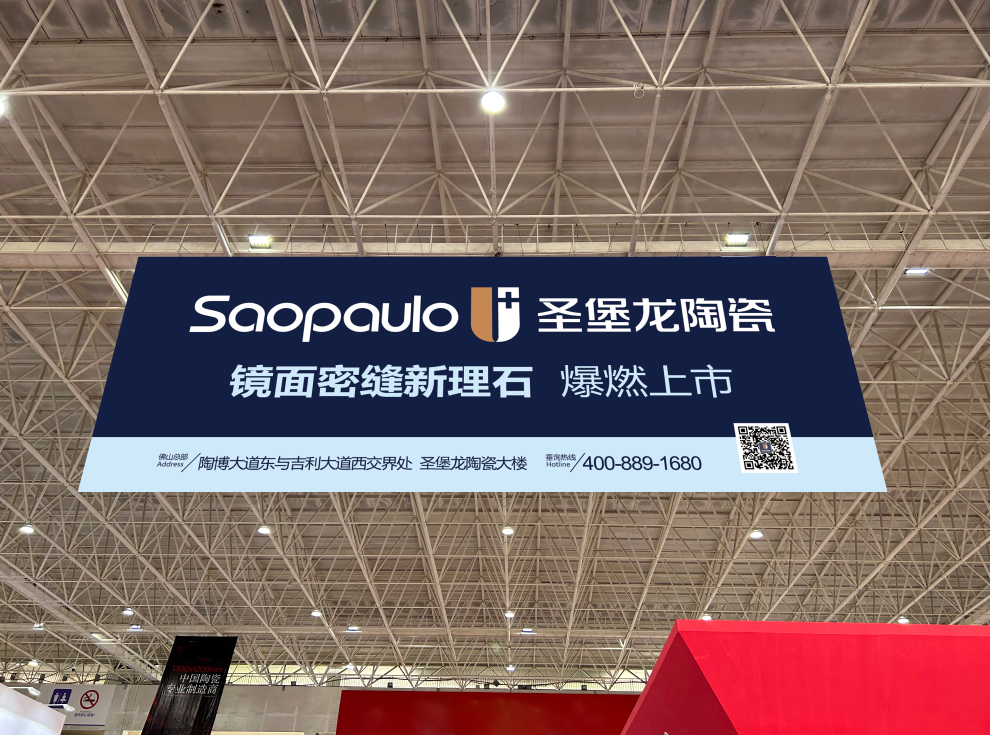 Saopaulo 圣堡龙陶瓷
镜面密缝新理石 爆燃上市
佛山总部
Address
陶博大道东与吉利大道西交界处 圣堡龙陶瓷大楼
垂询热线
Hotline
400-889-1680
中国陶瓷
专业制造商